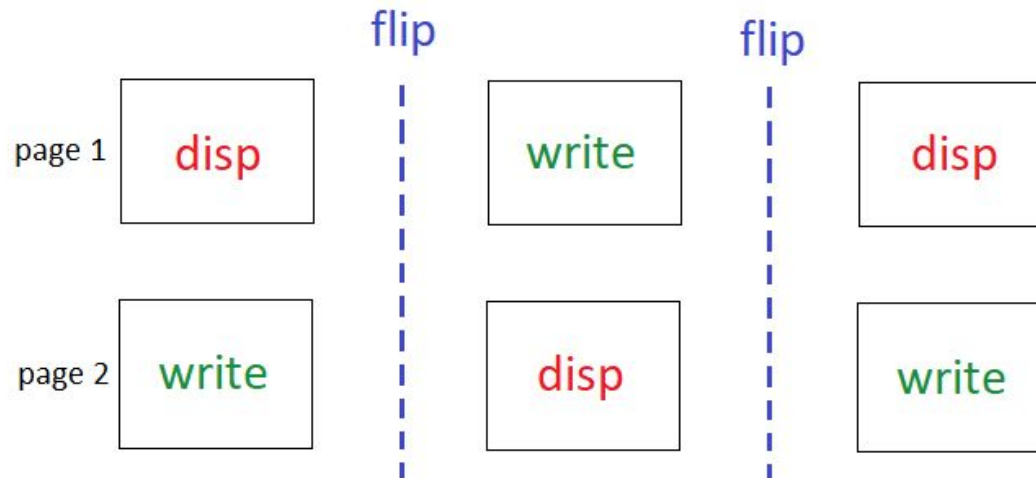 flip
flip
page 1
disp
write
disp
page 2
write
disp
write